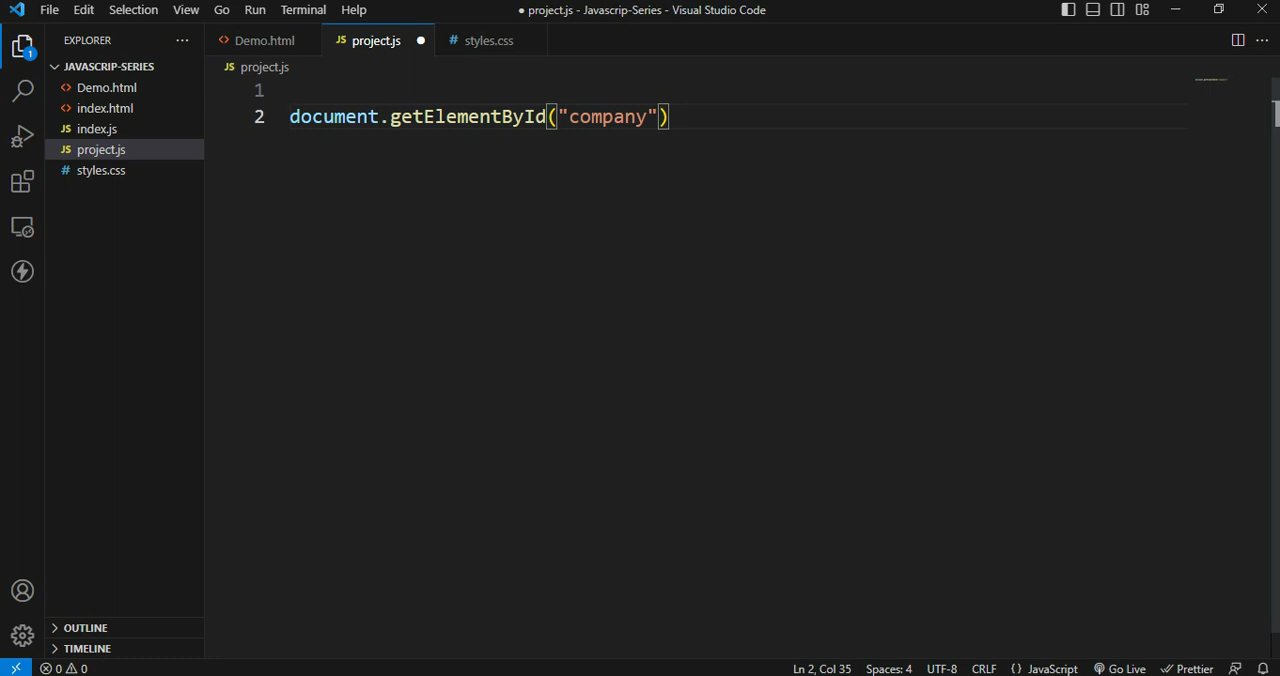 File Edit Selection View Go Run Terminal Help
● project.js - Javascrip-Series - Visual Studio Code
EXPLORER ···
<> Demo.html
JS project.js ●
# styles.css
1
JAVASCRIP-SERIES
JS project.js
<> Demo.html
<> index.html
JS index.js
JS project.js
# styles.css
1
2 document.getElementById("company")
OUTLINE
TIMELINE
0 0
Ln 2, Col 35 Spaces: 4 UTF-8 CRLF {} JavaScript Go Live Prettier